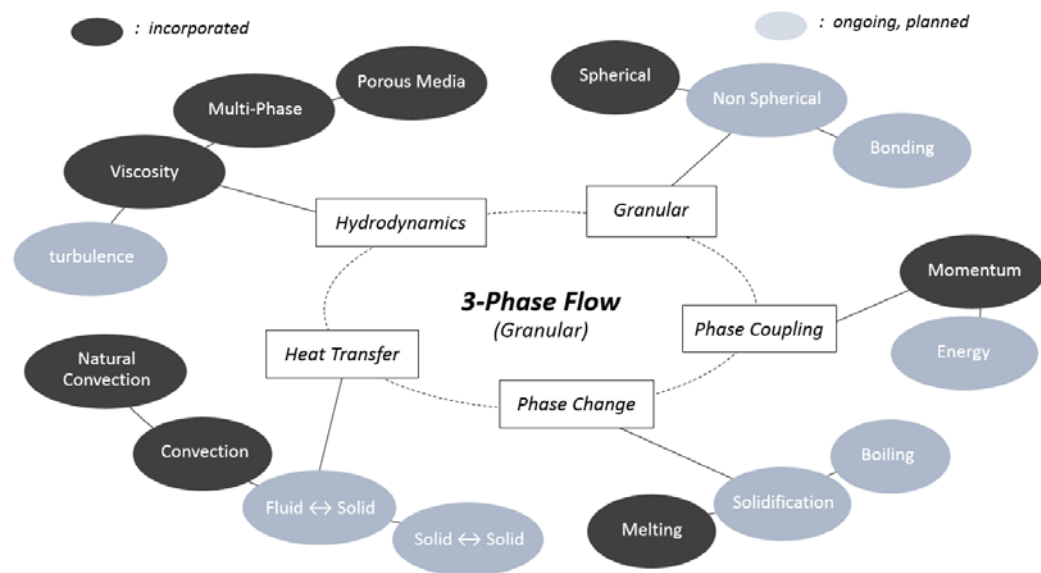 : incorporated
: ongoing, planned
Porous Media
Multi-Phase
Viscosity
turbulence
Hydrodynamics
Spherical
Non Spherical
Bonding
Granular
3-Phase Flow
(Granular)
Momentum
Energy
Phase Coupling
Heat Transfer
Natural
Convection
Convection
Fluid ↔ Solid
Solid ↔ Solid
Phase Change
Boiling
Solidification
Melting